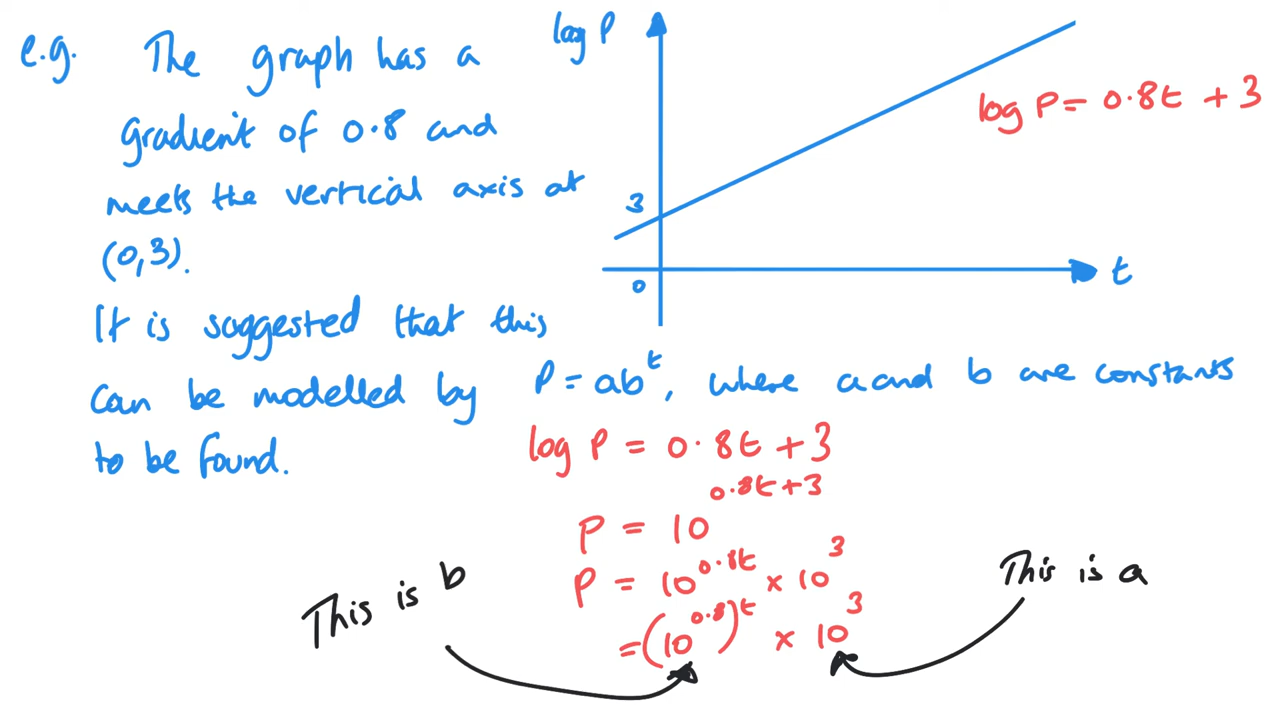 e.g. The graph has a
gradient of 0.8 and
meets the vertical axis at
(0,3).
log P
3
0
t
log P = 0.8t + 3
It is suggested that this
can be modelled by P = ab^t, where a and b are constants
to be found.
log P = 0.8t + 3
P = 10^(0.8t+3)
P = 10^0.8t × 10^3
= (10^0.8)^t × 10^3
This is b
This is a